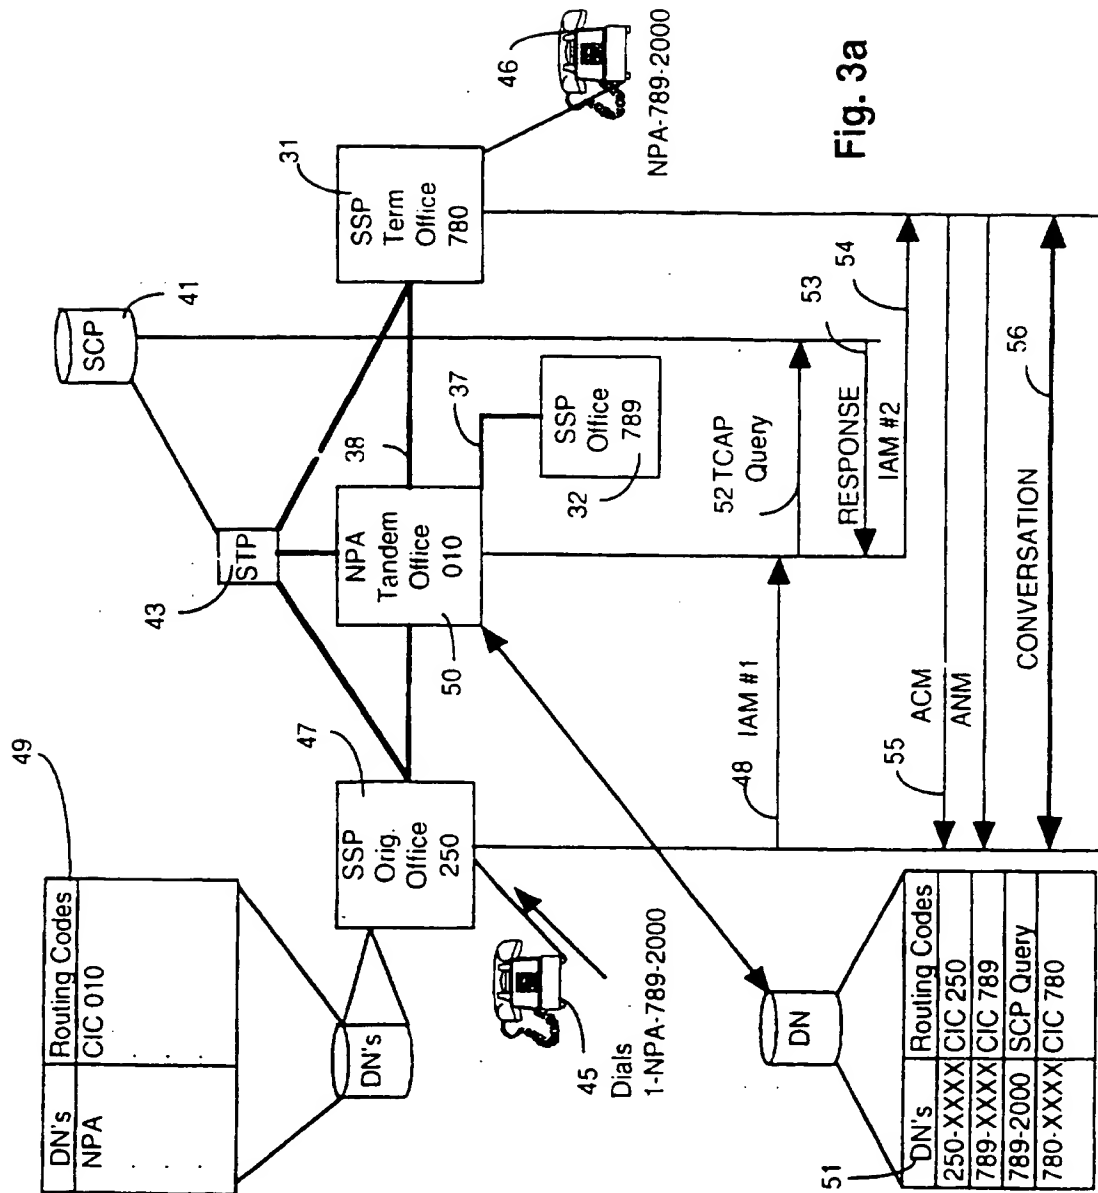 49
DN's Routing Codes
NPA CIC 010
. .
. .
. .
DN's
47
SSP
Orig.
Office
250
43
STP
SCP
41
NPA
Tandem
Office
010
50
38
37
SSP
Office
789
32
31
SSP
Term
Office
780
46
NPA-789-2000
45
Dials
1-NPA-789-2000
DN
51
DN's Routing Codes
250-XXXX CIC 250
789-XXXX CIC 789
789-2000 SCP Query
780-XXXX CIC 780
48 IAM #1
52 TCAP
Query
RESPONSE
53
IAM #2
54
55
ACM
ANM
CONVERSATION
56
Fig. 3a